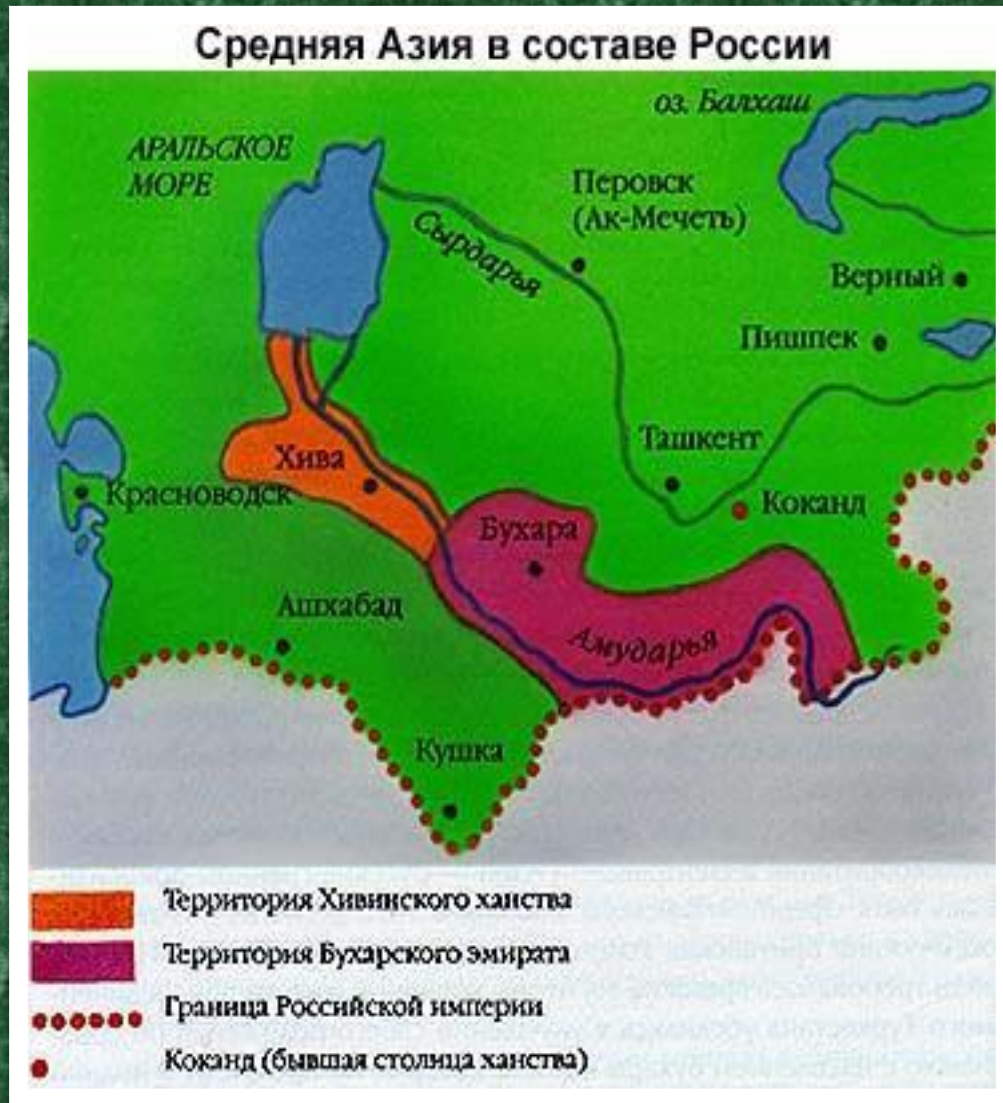 Средняя Азия в составе России
оз. Балхаш
АРАЛЬСКОЕ
МОРЕ
Перовск
(Ак-Мечеть)
Сырдарья
Верный
Пишпек
Ташкент
Хива
Красноводск
Коканд
Бухара
Ашхабад
Амударья
Кушка
Территория Хивинского ханства
Территория Бухарского эмирата
Граница Российской империи
Коканд (бывшая столица ханства)